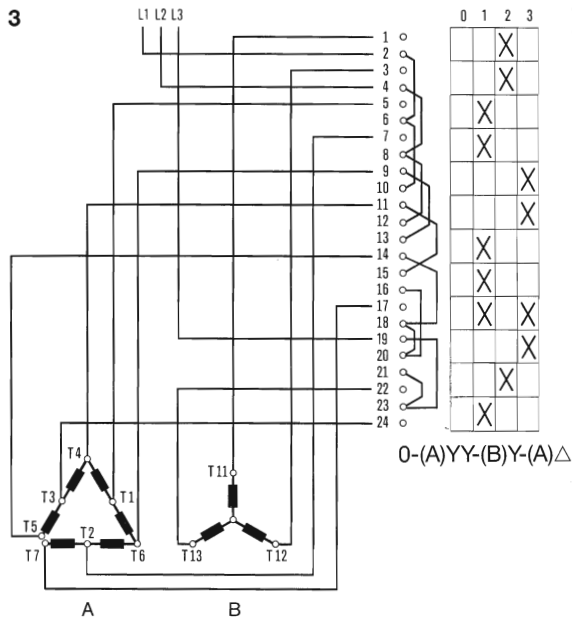 3
L1 L2 L3
0 1 2 3
1
2
3
4
5
6
7
8
9
10
11
12
13
14
15
16
17
18
19
20
21
22
23
24
X
X
X
X
X
X
X
X
X X
X
X
X
0-(A)YY-(B)Y-(A)△
T4
T11
T3 T1
T5 T2
T7 T6 T13 T12
A B